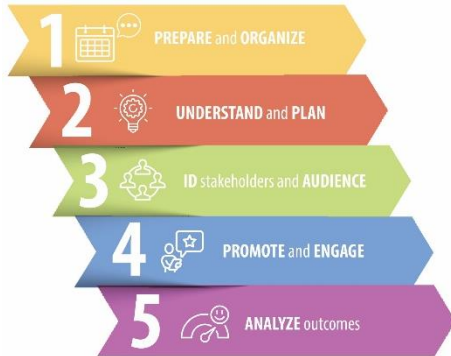 1 PREPARE and ORGANIZE
2 UNDERSTAND and PLAN
3 ID stakeholders and AUDIENCE
4 PROMOTE and ENGAGE
5 ANALYZE outcomes